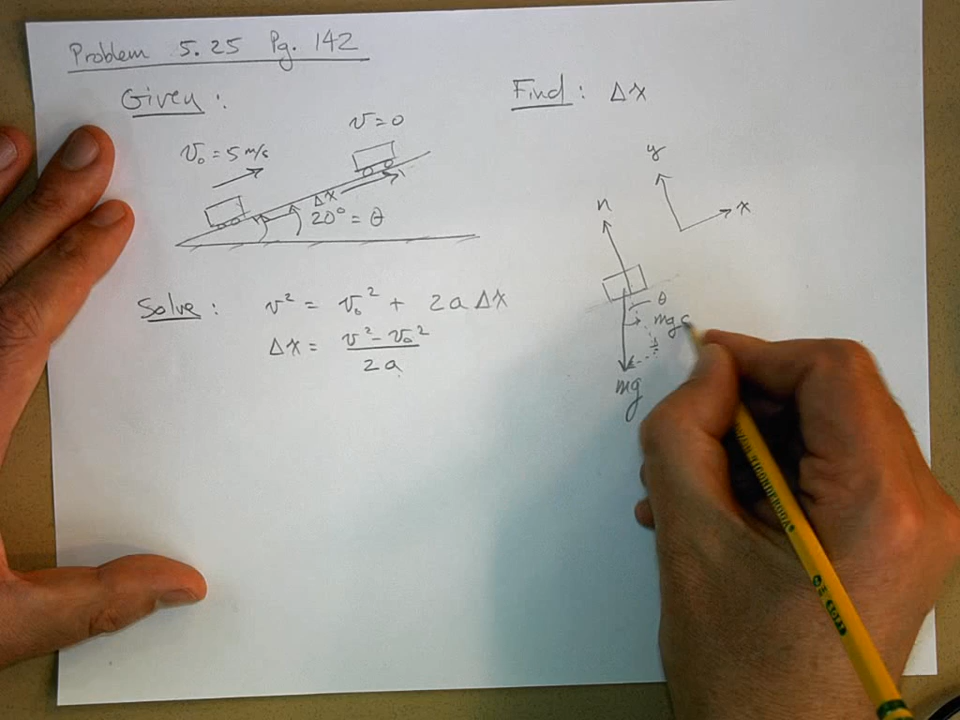 Problem 5.25 Pg. 142
Given:
Find: Δx
v=0
v₀ = 5 m/s
Δx
20° = θ
y
x
n
θ
mg c
mg
Solve: v² = v₀² + 2aΔx
Δx = (v² - v₀²) / 2a